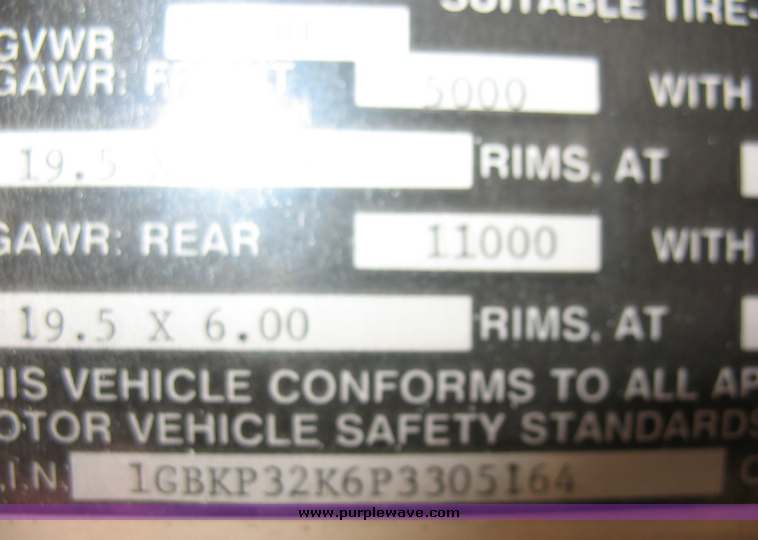 SUITABLE TIRE-
GVWR
GAWR: 5000 WITH
19.5 RIMS, AT
GAWR: REAR 11000 WITH
19.5 X 6.00 RIMS, AT
HIS VEHICLE CONFORMS TO ALL AP
OTOR VEHICLE SAFETY STANDARDS
.I.N. 1GBKP32K6P3305164
www.purplewave.com